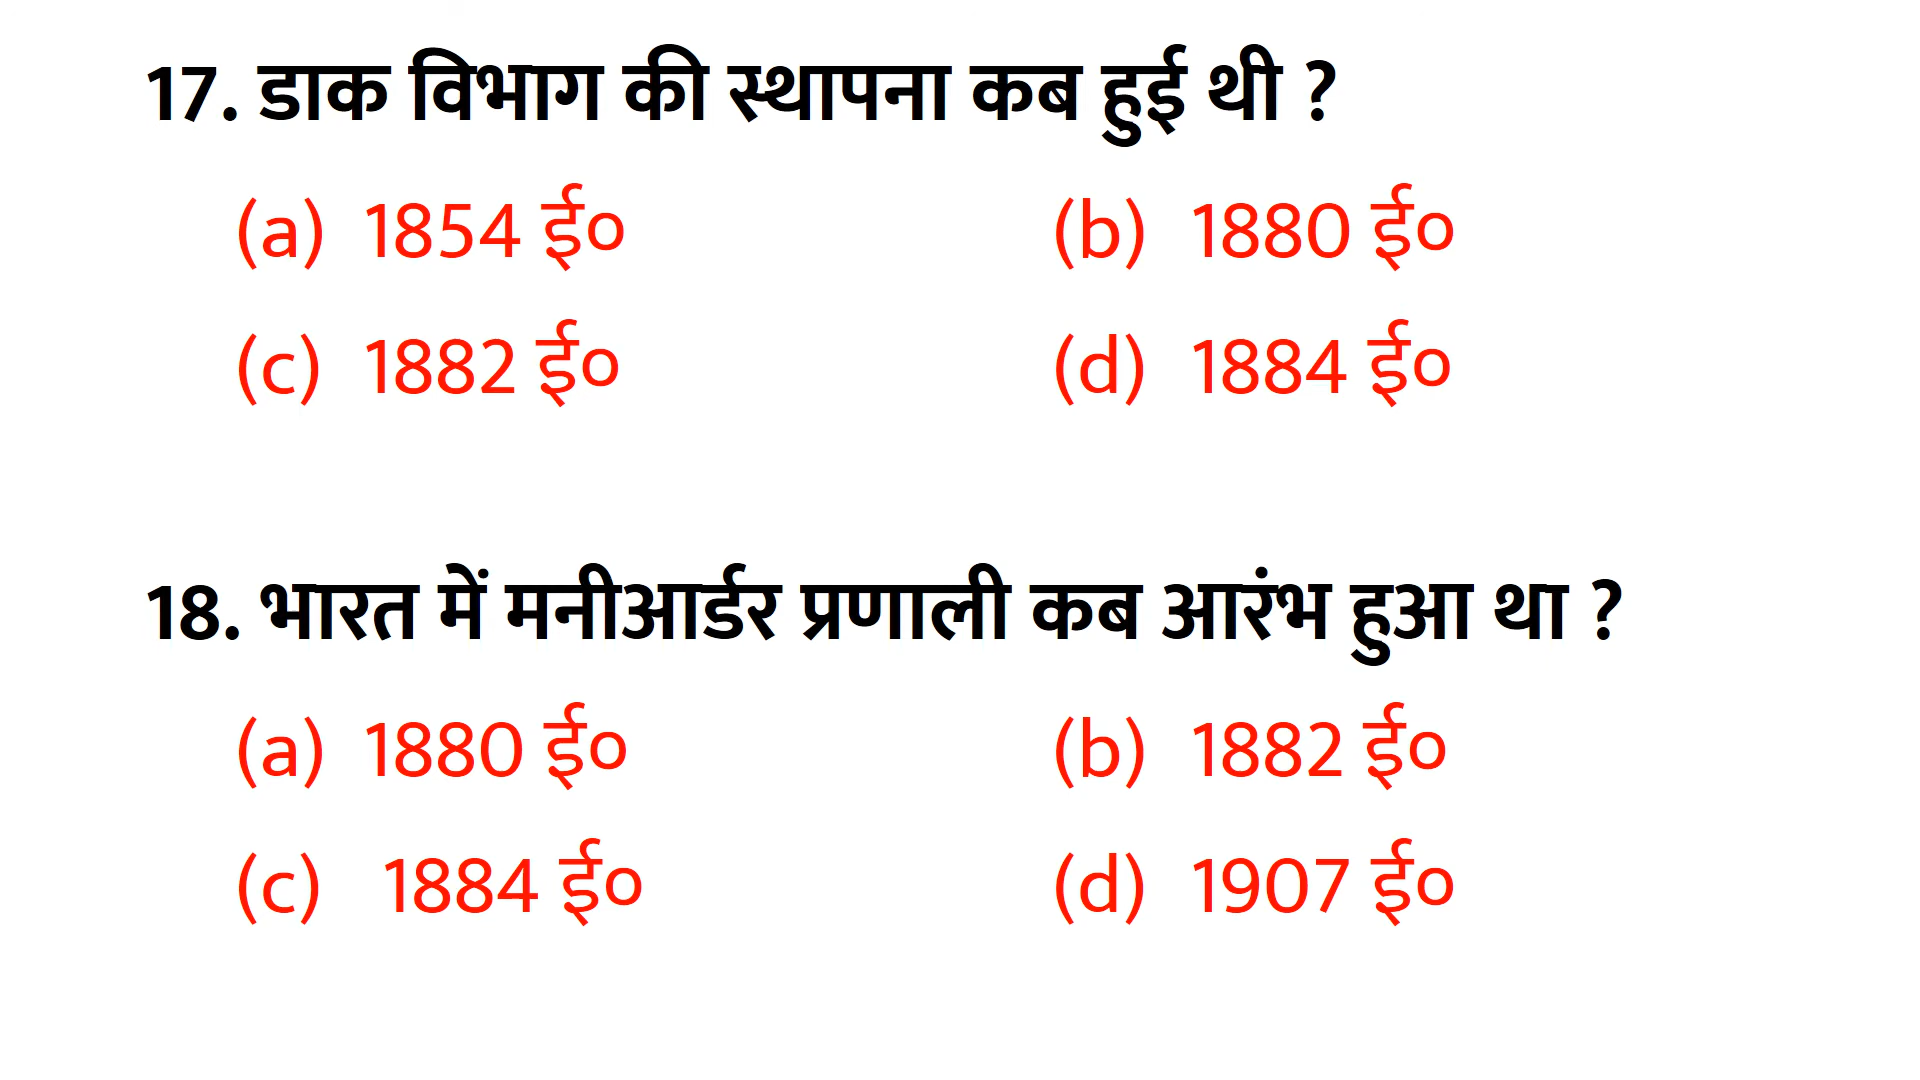 17. डाक विभाग की स्थापना कब हुई थी ?
(a) 1854 ई० (b) 1880 ई०
(c) 1882 ई० (d) 1884 ई०
18. भारत में मनीआर्डर प्रणाली कब आरंभ हुआ था ?
(a) 1880 ई० (b) 1882 ई०
(c) 1884 ई० (d) 1907 ई०